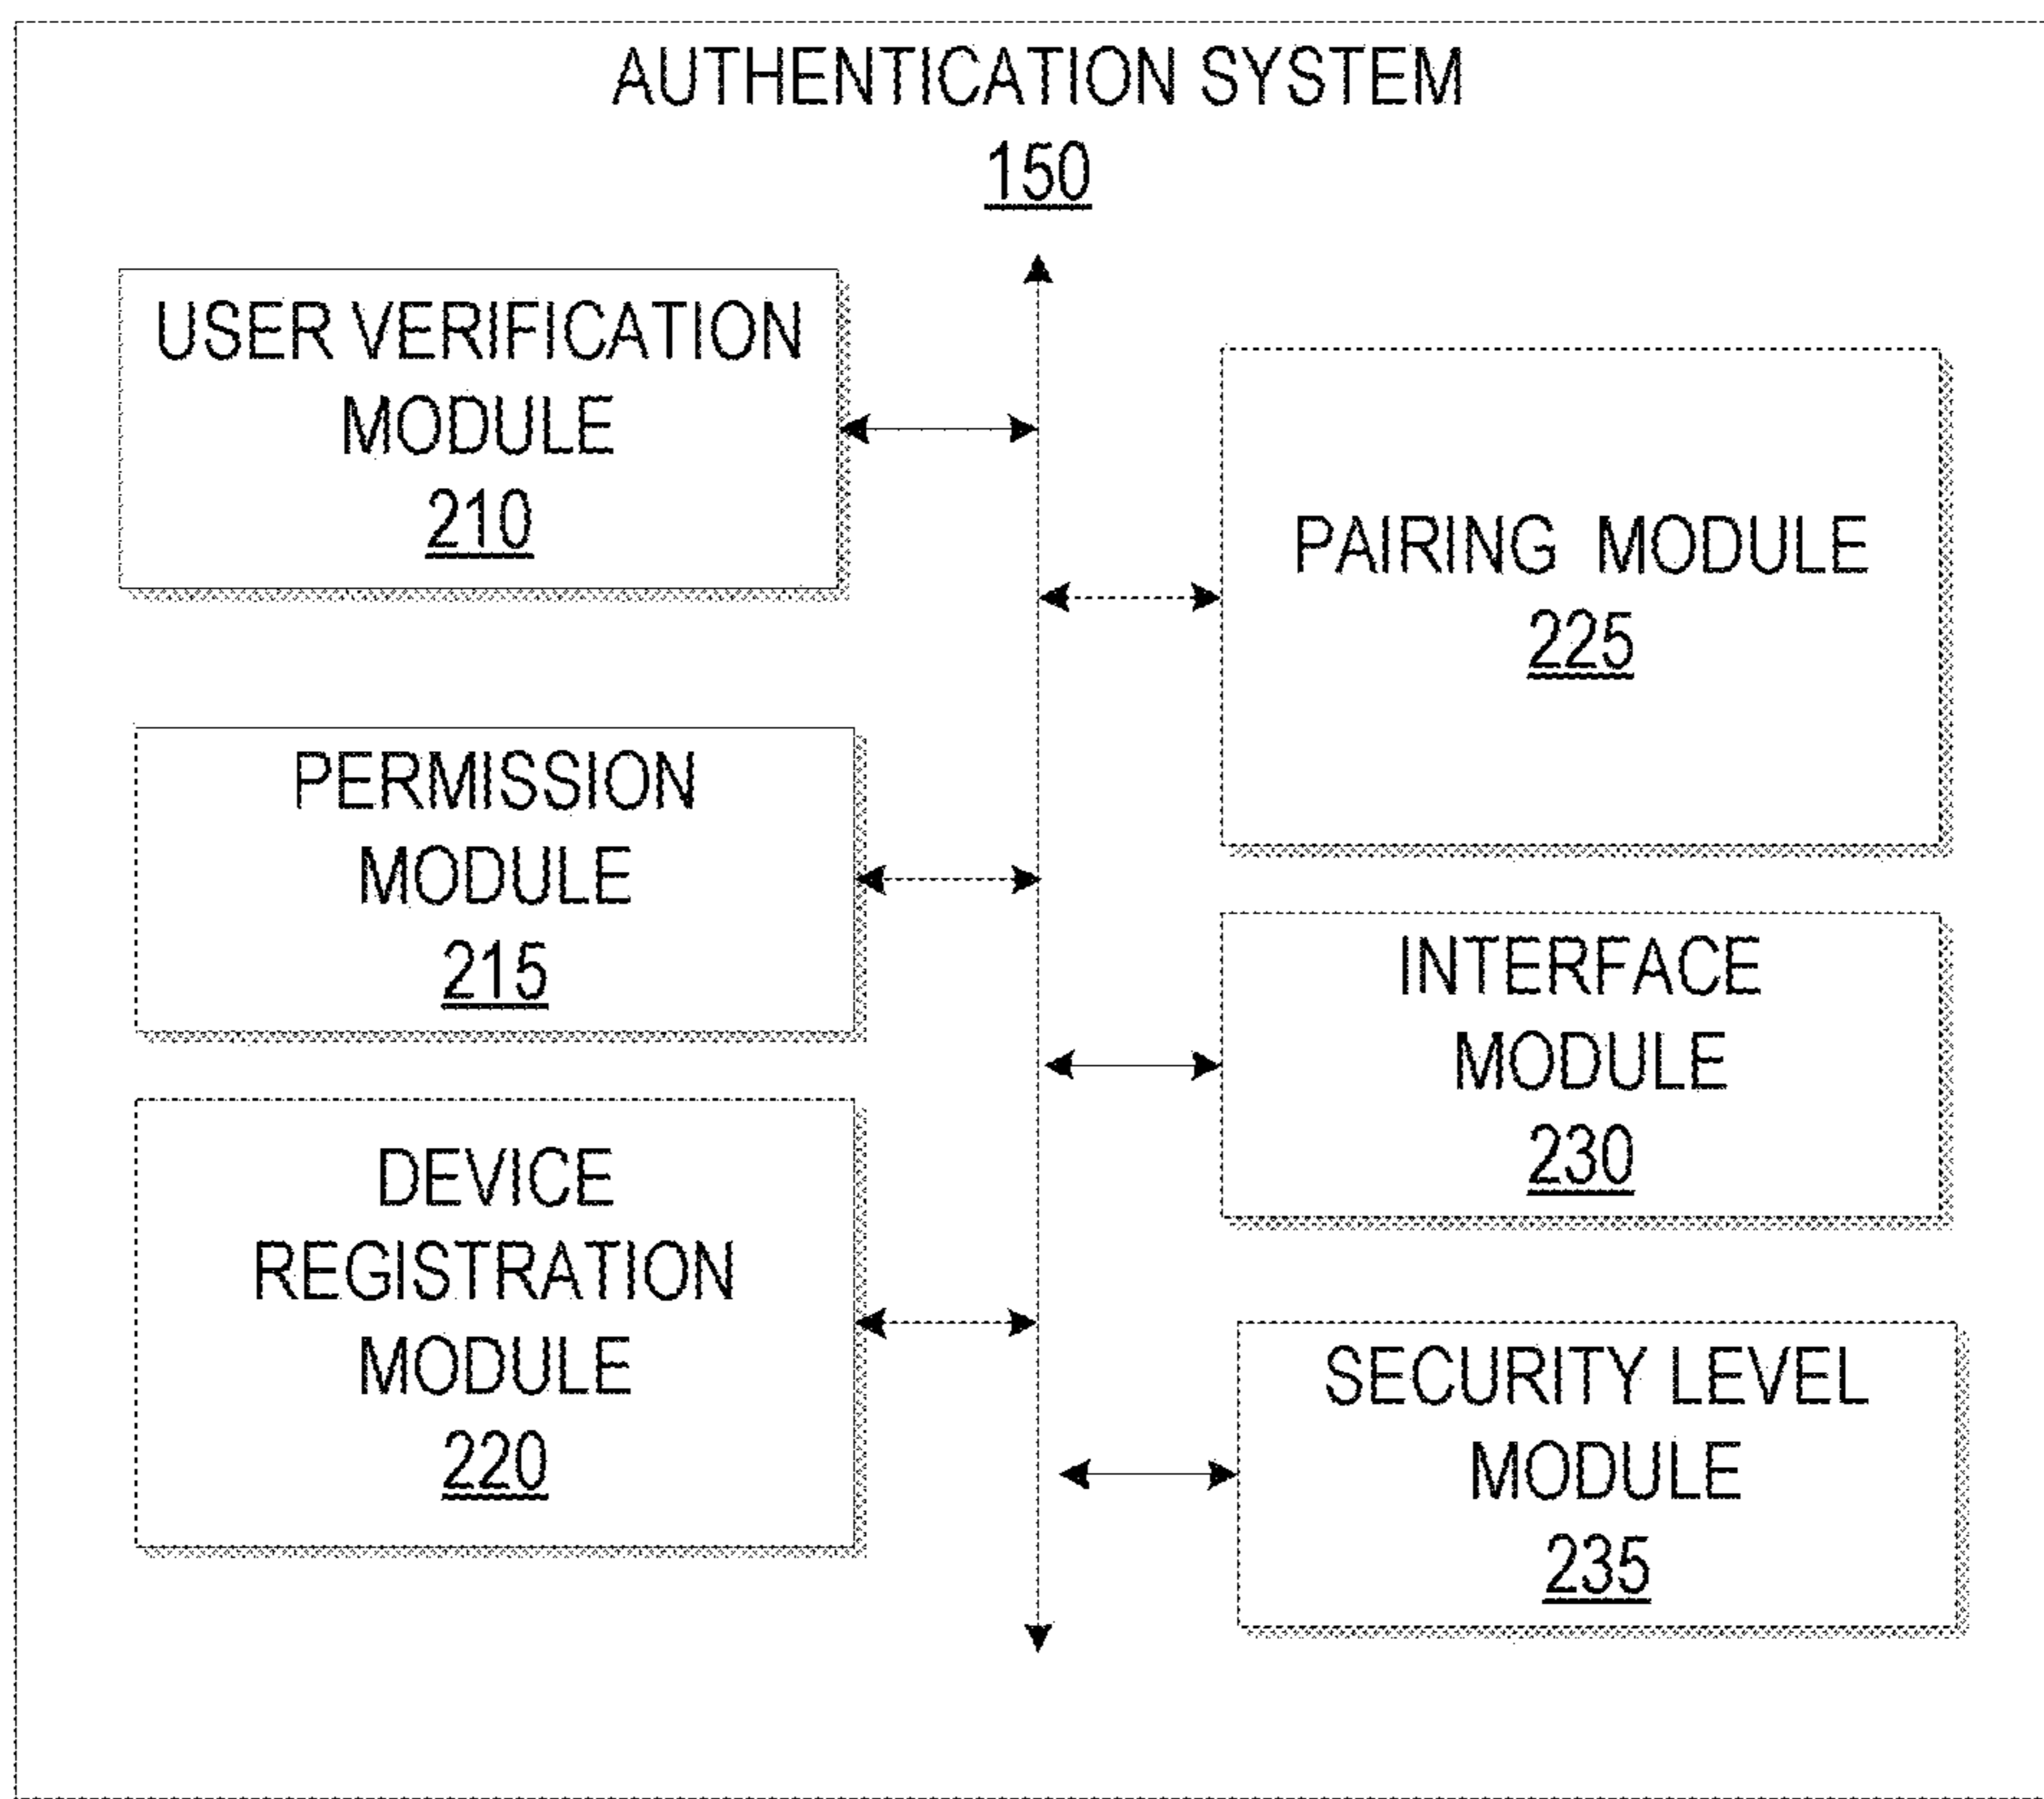 AUTHENTICATION SYSTEM
150
USER VERIFICATION
MODULE
210
PERMISSION
MODULE
215
DEVICE
REGISTRATION
MODULE
220
PAIRING MODULE
225
INTERFACE
MODULE
230
SECURITY LEVEL
MODULE
235